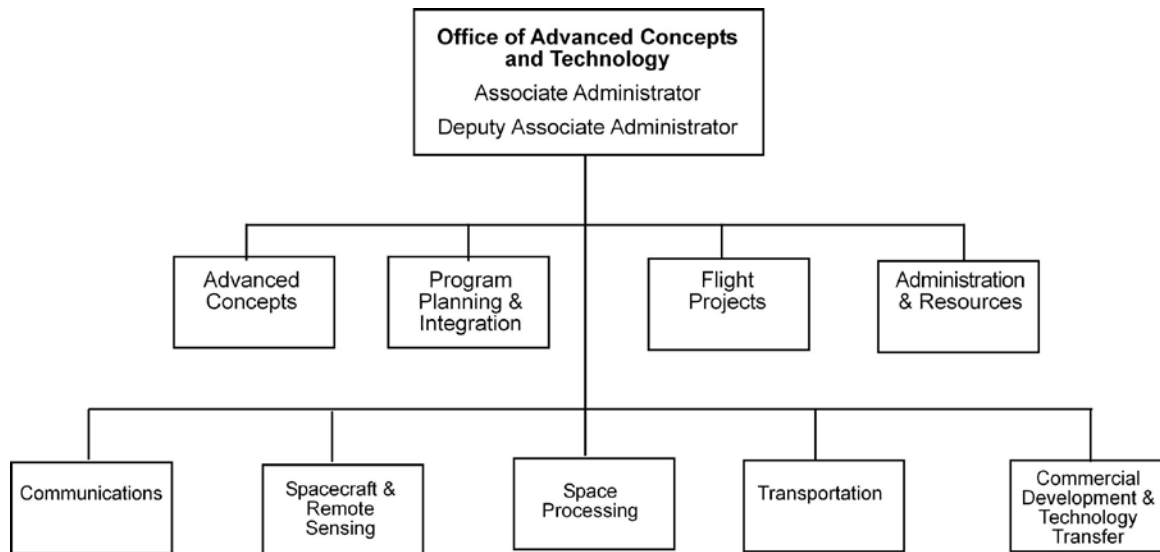 Office of Advanced Concepts
and Technology
Associate Administrator
Deputy Associate Administrator
Advanced
Concepts
Program
Planning &
Integration
Flight
Projects
Administration
& Resources
Communications
Spacecraft &
Remote
Sensing
Space
Processing
Transportation
Commercial
Development &
Technology
Transfer